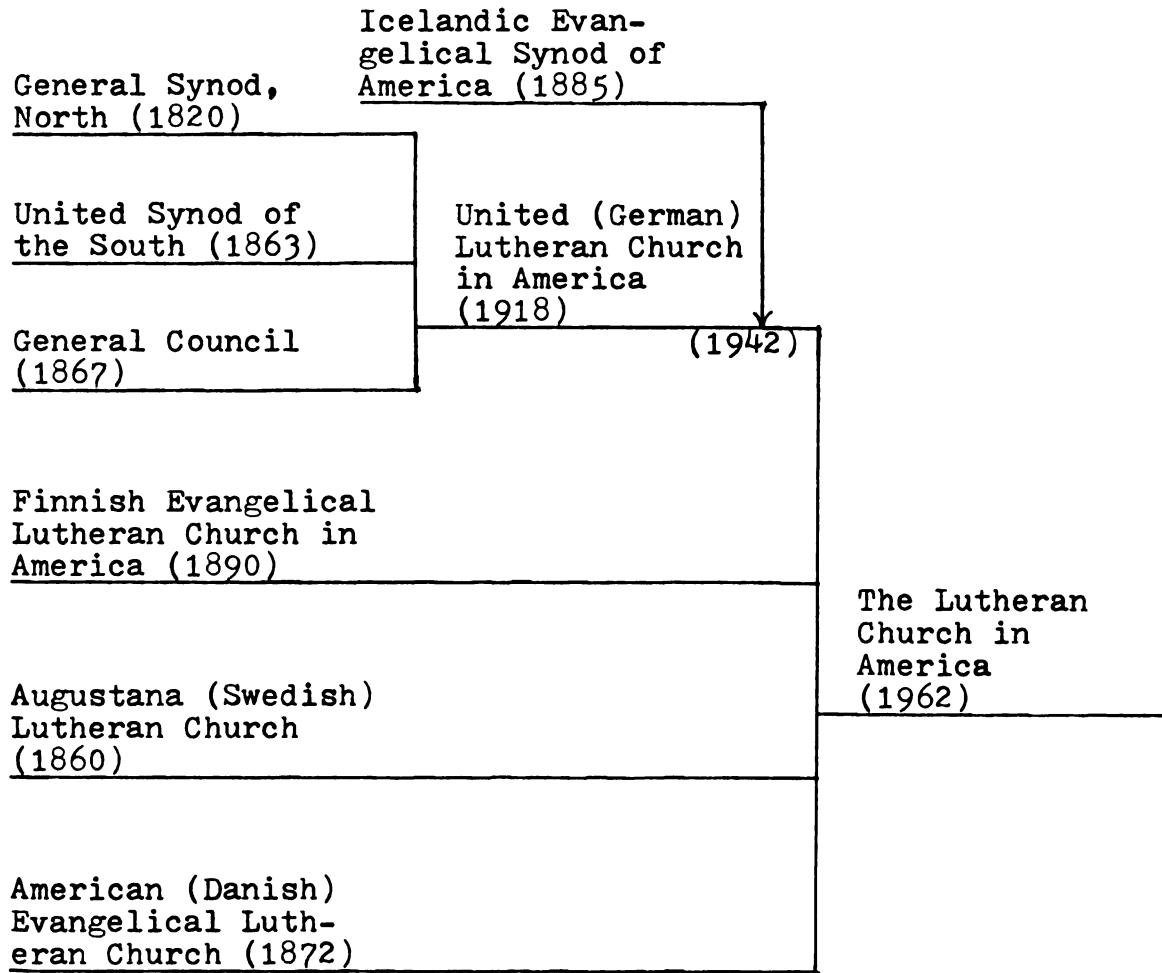 Icelandic Evan-
gelical Synod of
America (1885)
General Synod,
North (1820)
United Synod of
the South (1863)
United (German)
Lutheran Church
in America
(1918)
(1942)
General Council
(1867)
Finnish Evangelical
Lutheran Church in
America (1890)
The Lutheran
Church in
America
(1962)
Augustana (Swedish)
Lutheran Church
(1860)
American (Danish)
Evangelical Luth-
eran Church (1872)